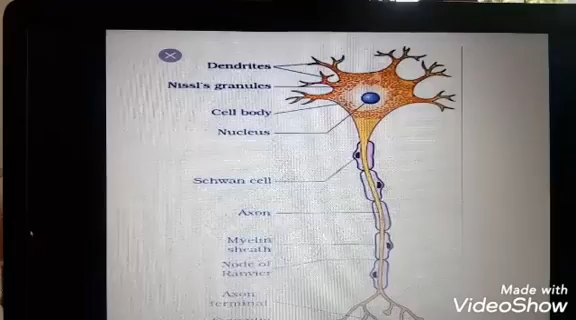 Dendrites
Nissl's granules
Cell body
Nucleus
Schwan cell
Axon
Myelin
sheath
Node of
Ranvier
Axon
terminal
Made with
VideoShow